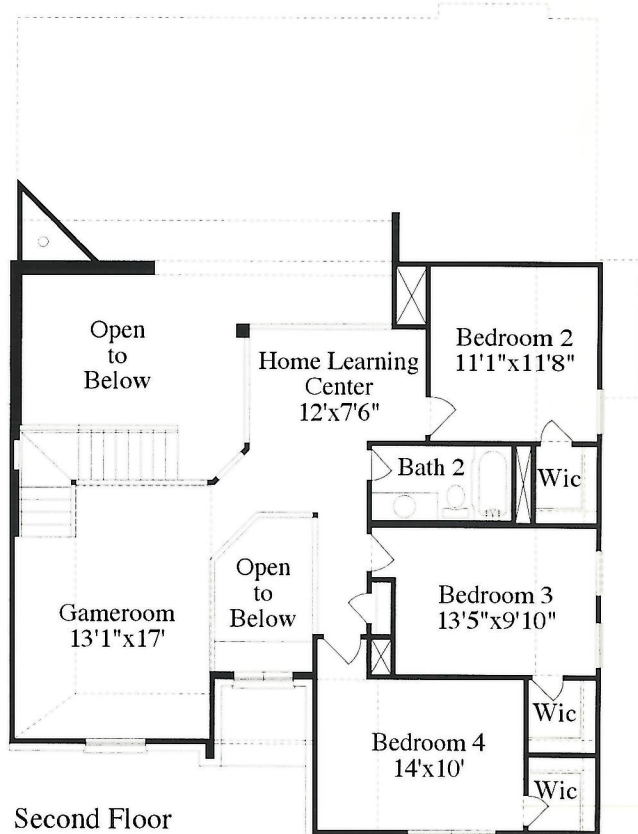 Open
to
Below
Home Learning
Center
12'x7'6"
Bedroom 2
11'1"x11'8"
Bath 2
Wic
Open
to
Below
Gameroom
13'1"x17'
Bedroom 3
13'5"x9'10"
Wic
Bedroom 4
14'x10'
Wic
Second Floor